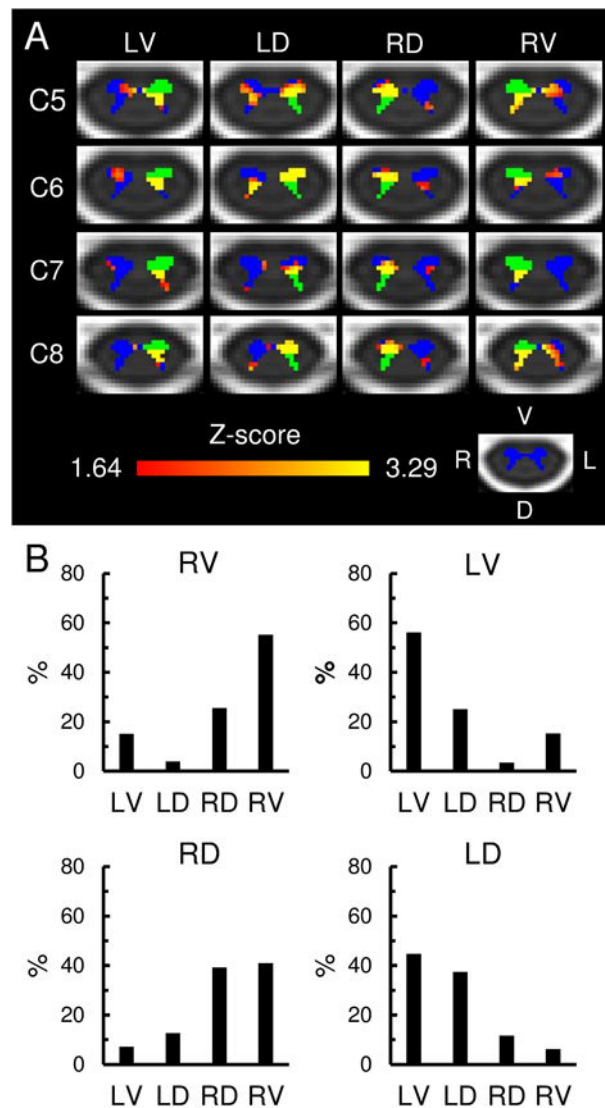 A
LV LD RD RV
C5
C6
C7
C8
Z-score
1.64 3.29
V
R L
D
B
RV LV
80 80
60 60
% %
40 40
20 20
0 0
LV LD RD RV LV LD RD RV
RD LD
80 80
60 60
% %
40 40
20 20
0 0
LV LD RD RV LV LD RD RV